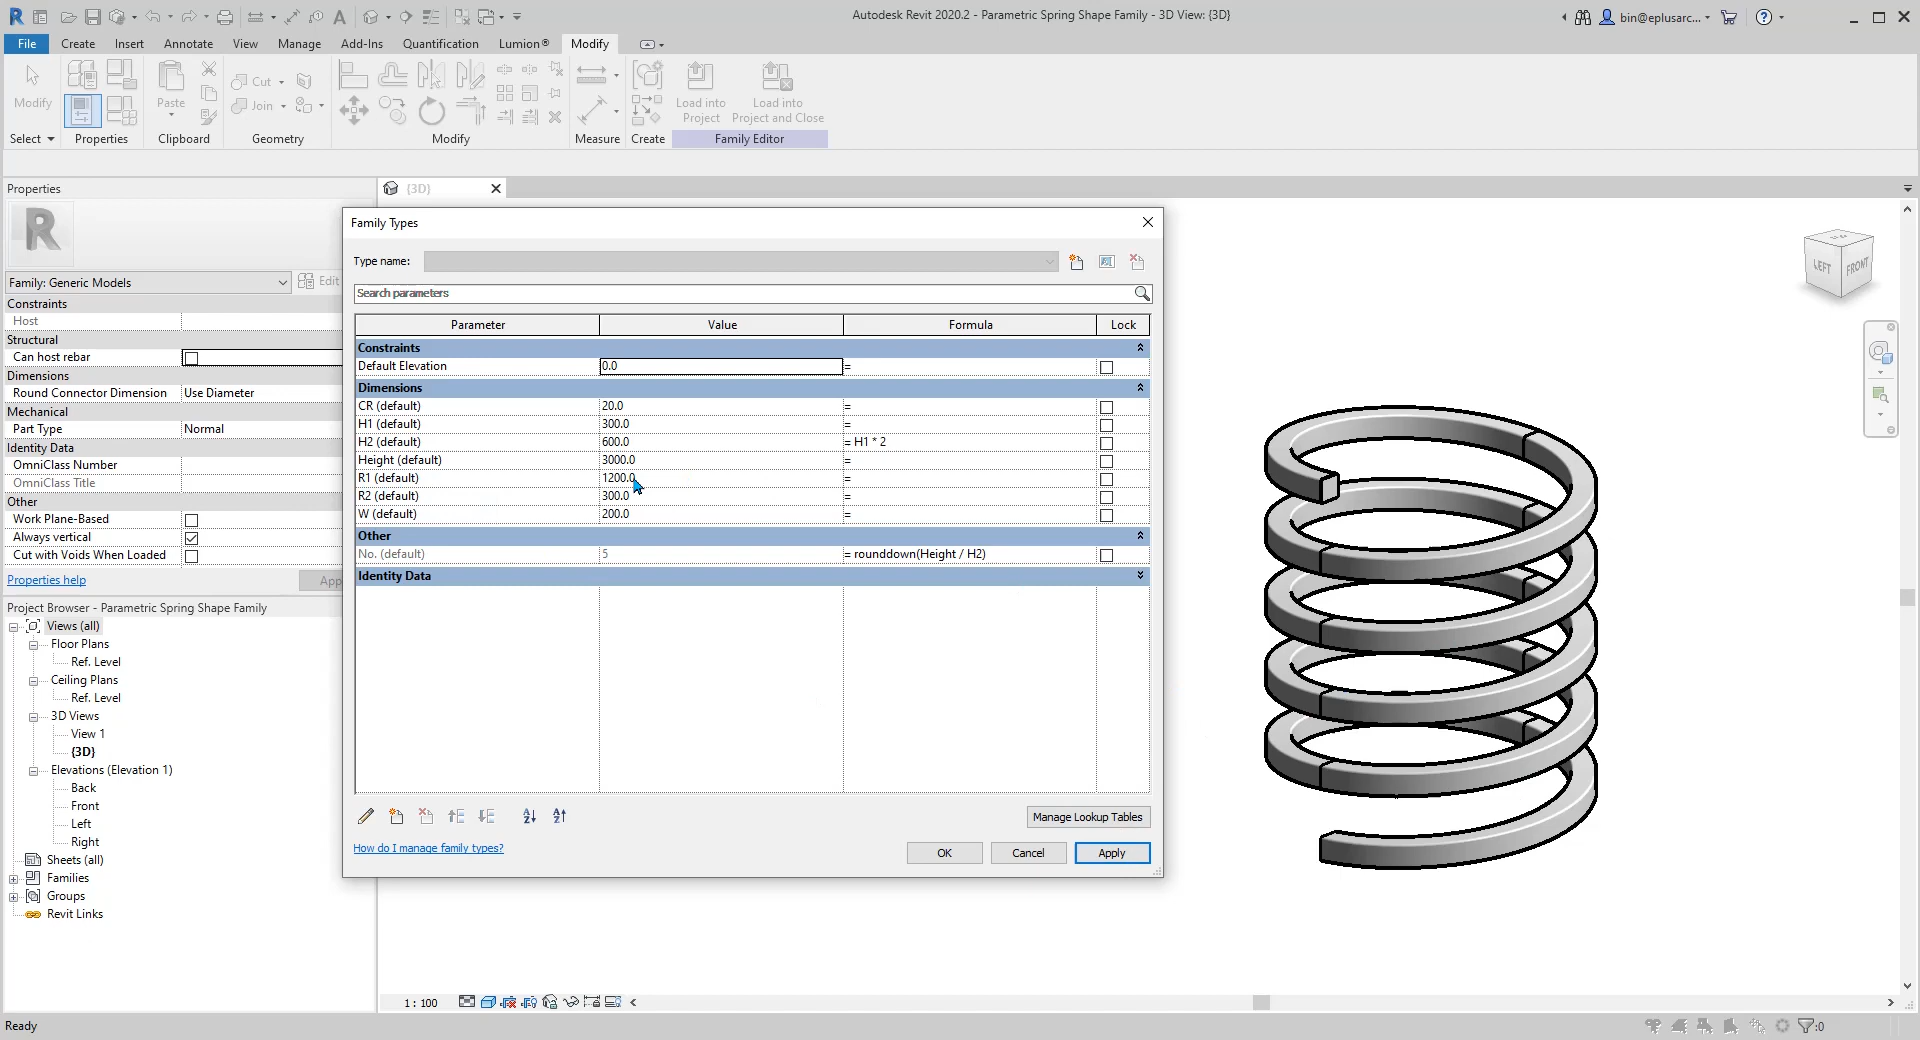 Autodesk Revit 2020.2 - Parametric Spring Shape Family - 3D View: {3D}
bin@eplusarc...
File Create Insert Annotate View Manage Add-Ins Quantification Lumion® Modify
Modify
Paste
Cut
Join
Load into Project
Load into Project and Close
Select Properties Clipboard Geometry Modify Measure Create Family Editor
Properties
{3D}
Family: Generic Models
Edit
Constraints
Host
Structural
Can host rebar
Dimensions
Round Connector Dimension Use Diameter
Mechanical
Part Type Normal
Identity Data
OmniClass Number
OmniClass Title
Other
Work Plane-Based
Always vertical
Cut with Voids When Loaded
Properties help
App
Project Browser - Parametric Spring Shape Family
Views (all)
Floor Plans
Ref. Level
Ceiling Plans
Ref. Level
3D Views
View 1
{3D}
Elevations (Elevation 1)
Back
Front
Left
Right
Sheets (all)
Families
Groups
Revit Links
Family Types
Type name:
Search parameters
Parameter Value Formula Lock
Constraints
Default Elevation 0.0 =
Dimensions
CR (default) 20.0 =
H1 (default) 300.0 =
H2 (default) 600.0 = H1 * 2
Height (default) 3000.0 =
R1 (default) 1200.0 =
R2 (default) 300.0 =
W (default) 200.0 =
Other
No. (default) 5 = rounddown(Height / H2)
Identity Data
Manage Lookup Tables
How do I manage family types?
OK Cancel Apply
LEFT FRONT
1 : 100
Ready
:0